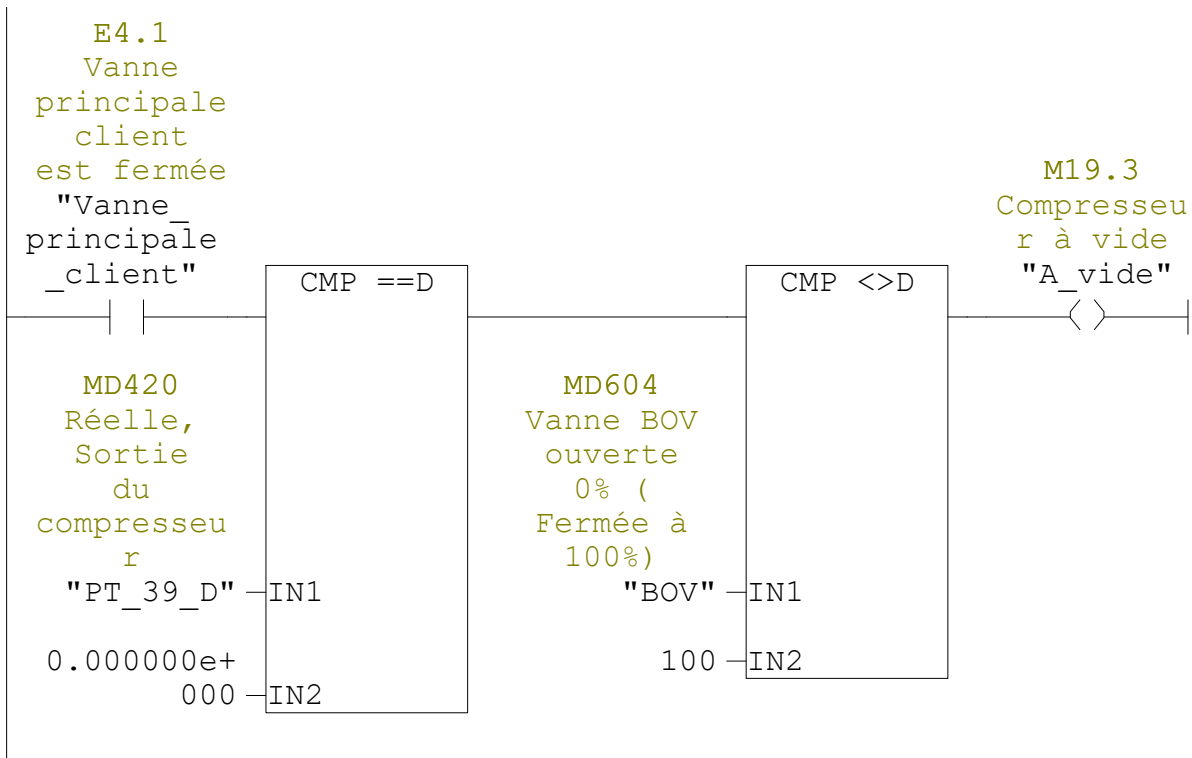 E4.1
Vanne
principale
client
est fermée
"Vanne_
principale
_client"
CMP ==D
CMP <>D
M19.3
Compresseu
r à vide
"A_vide"
MD420
Réelle,
Sortie
du
compresseu
r
"PT_39_D"
IN1
0.000000e+
000
IN2
MD604
Vanne BOV
ouverte
0% (
Fermée à
100%)
"BOV"
IN1
100
IN2